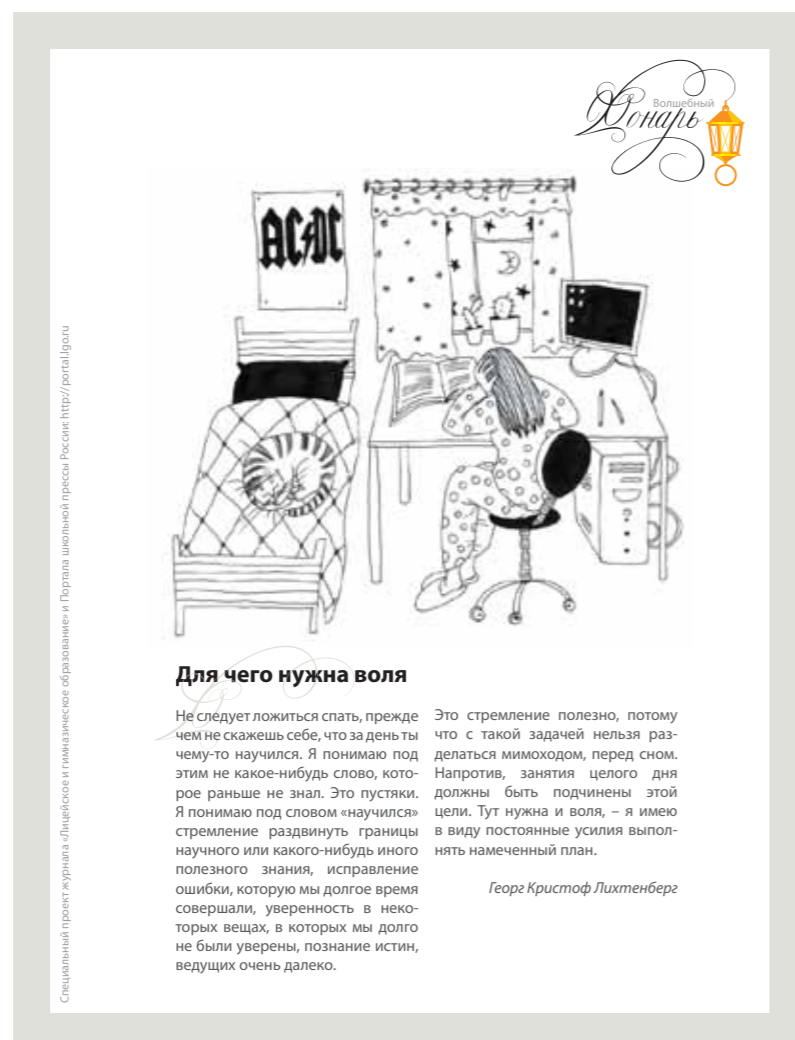 Волшебный
Фонарь
AC/DC
Специальный проект журнала «Лицейское и гимназическое образование» и Портала школьной прессы России: http://portal.lgo.ru
Для чего нужна воля
Не следует ложиться спать, прежде
чем не скажешь себе, что за день ты
чему-то научился. Я понимаю под
этим не какое-нибудь слово, кото-
рое раньше не знал. Это пустяки.
Я понимаю под словом «научился»
стремление раздвинуть границы
научного или какого-нибудь иного
полезного знания, исправление
ошибки, которую мы долгое время
совершали, уверенность в неко-
торых вещах, в которых мы долго
не были уверены, познание истин,
ведущих очень далеко.
Это стремление полезно, потому
что с такой задачей нельзя раз-
делаться мимоходом, перед сном.
Напротив, занятия целого дня
должны быть подчинены этой
цели. Тут нужна и воля, – я имею
в виду постоянные усилия выпол-
нять намеченный план.
Георг Кристоф Лихтенберг